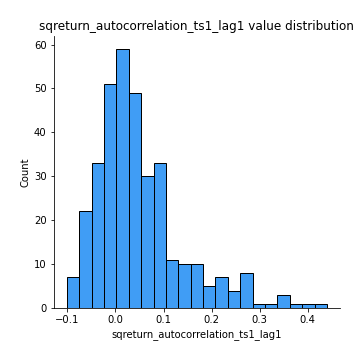 sqreturn_autocorrelation_ts1_lag1 value distribution
60
50
40
30
20
10
0
Count
−0.1 0.0 0.1 0.2 0.3 0.4
sqreturn_autocorrelation_ts1_lag1